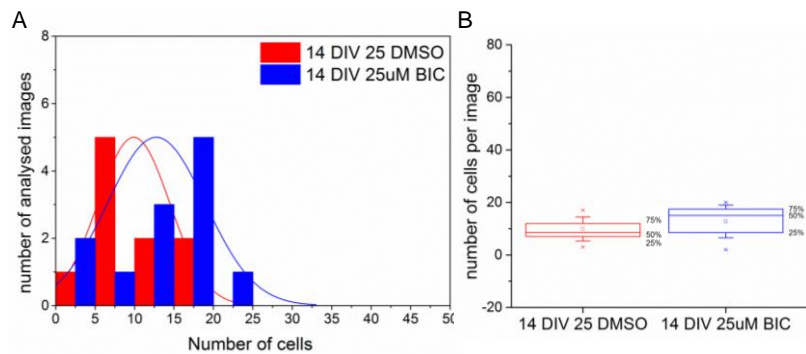 A
number of analysed images
8
6
4
2
0
14 DIV 25 DMSO
14 DIV 25uM BIC
0 5 10 15 20 25 30 35 40 45 50
Number of cells
B
number of cells per image
80
60
40
20
0
-20
75%
50%
25%
75%
50%
25%
14 DIV 25 DMSO 14 DIV 25uM BIC